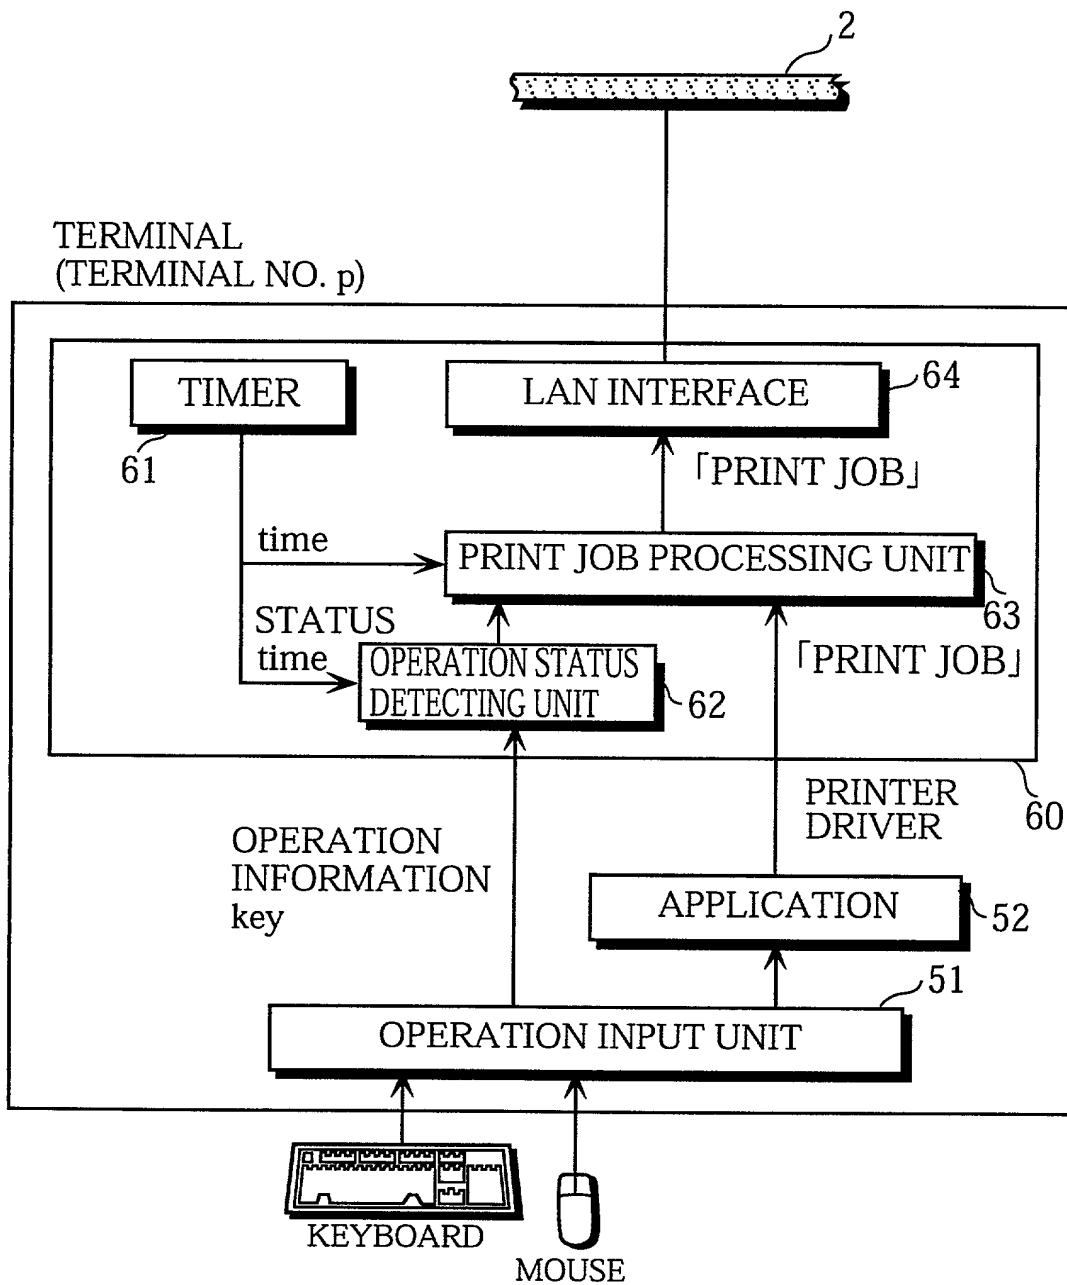 2
TERMINAL
(TERMINAL NO. p)
TIMER
LAN INTERFACE
64
61
「PRINT JOB」
time
PRINT JOB PROCESSING UNIT
63
STATUS
time
OPERATION STATUS
DETECTING UNIT
62
「PRINT JOB」
60
PRINTER
DRIVER
OPERATION
INFORMATION
key
APPLICATION
52
51
OPERATION INPUT UNIT
KEYBOARD
MOUSE